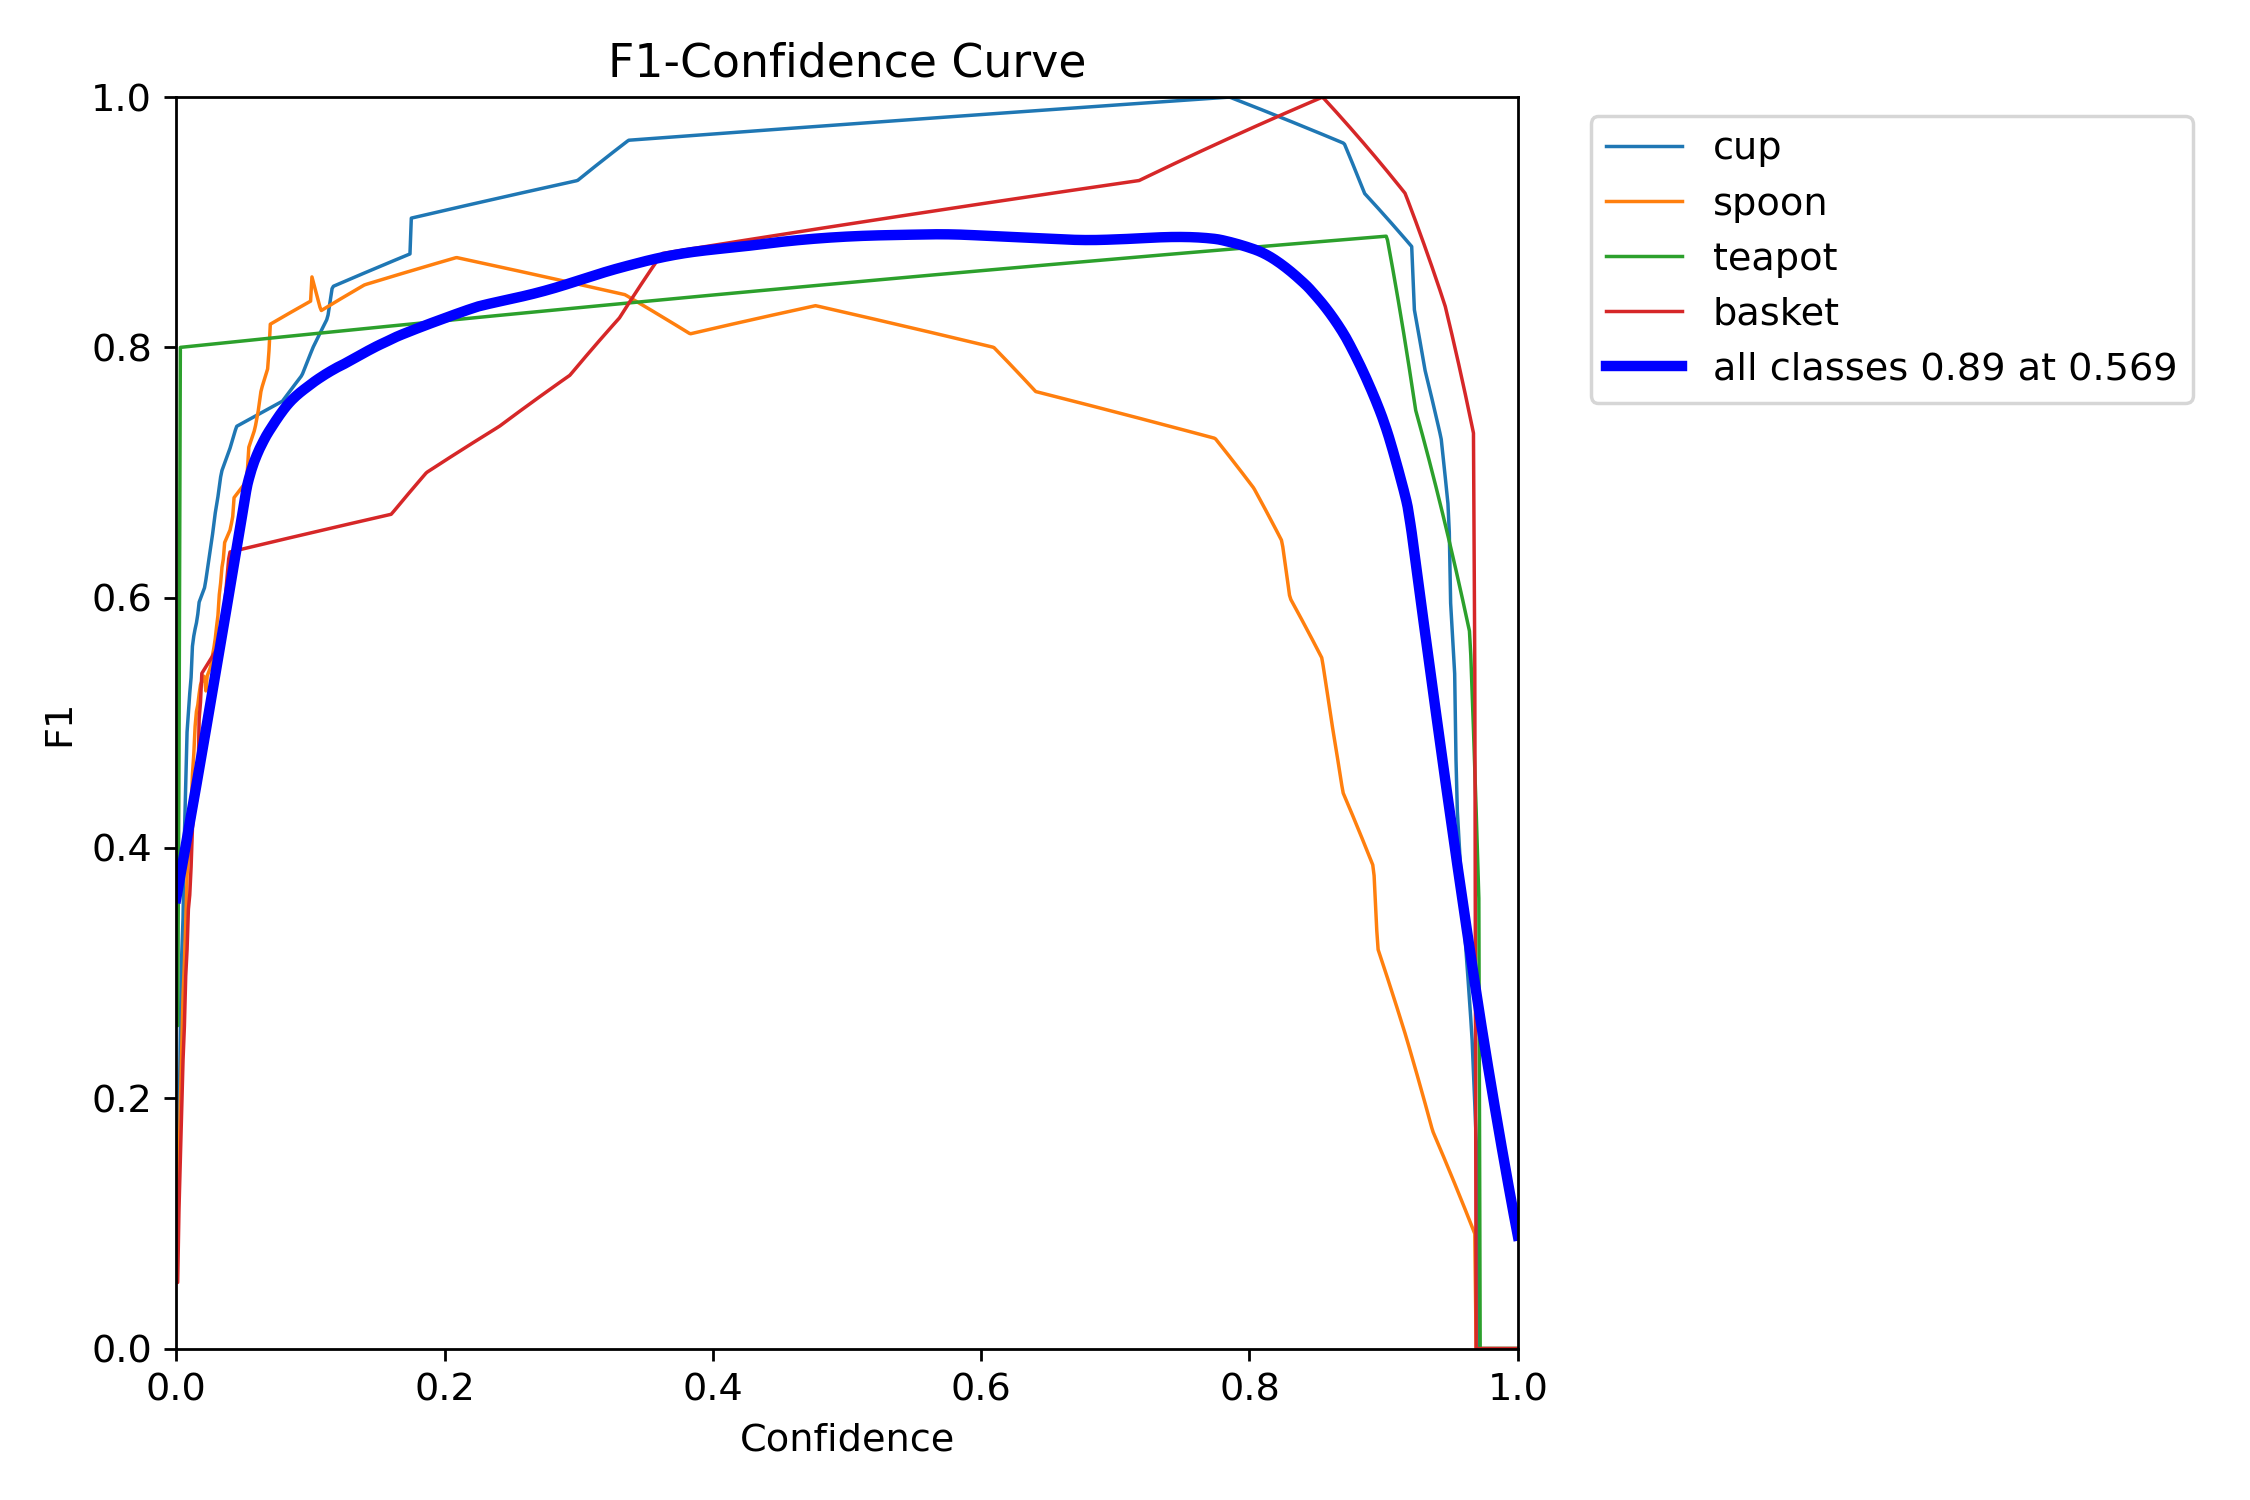 F1-Confidence Curve
1.0
0.8
0.6
0.4
0.2
0.0
F1
0.0 0.2 0.4 0.6 0.8 1.0
Confidence
cup
spoon
teapot
basket
all classes 0.89 at 0.569